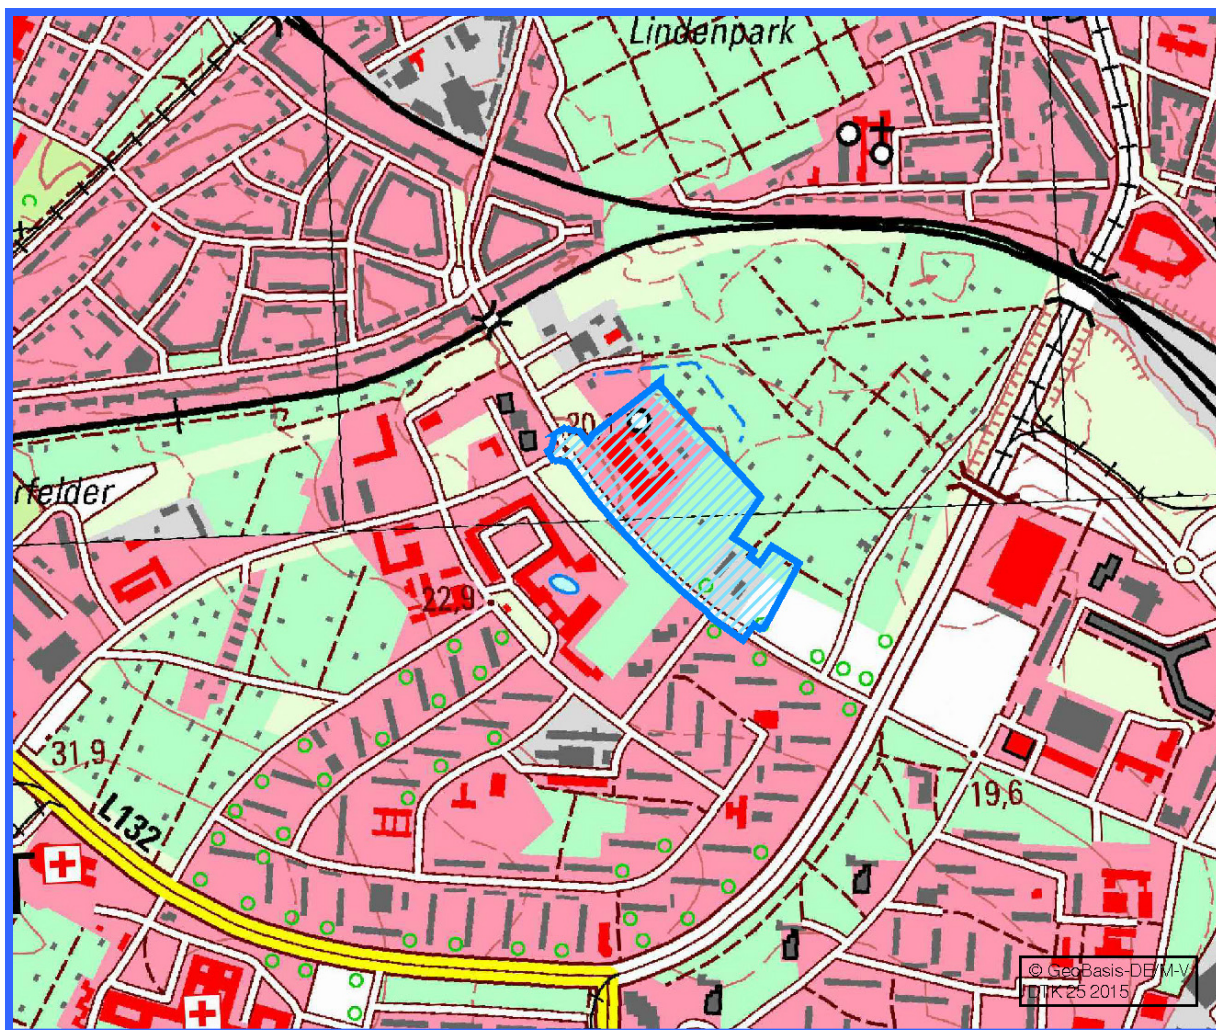 Lindenpark
20,1
rfelder
22,9
31,9
L132
19,6
© GeoBasis-DE/M-V
DTK 25 2015